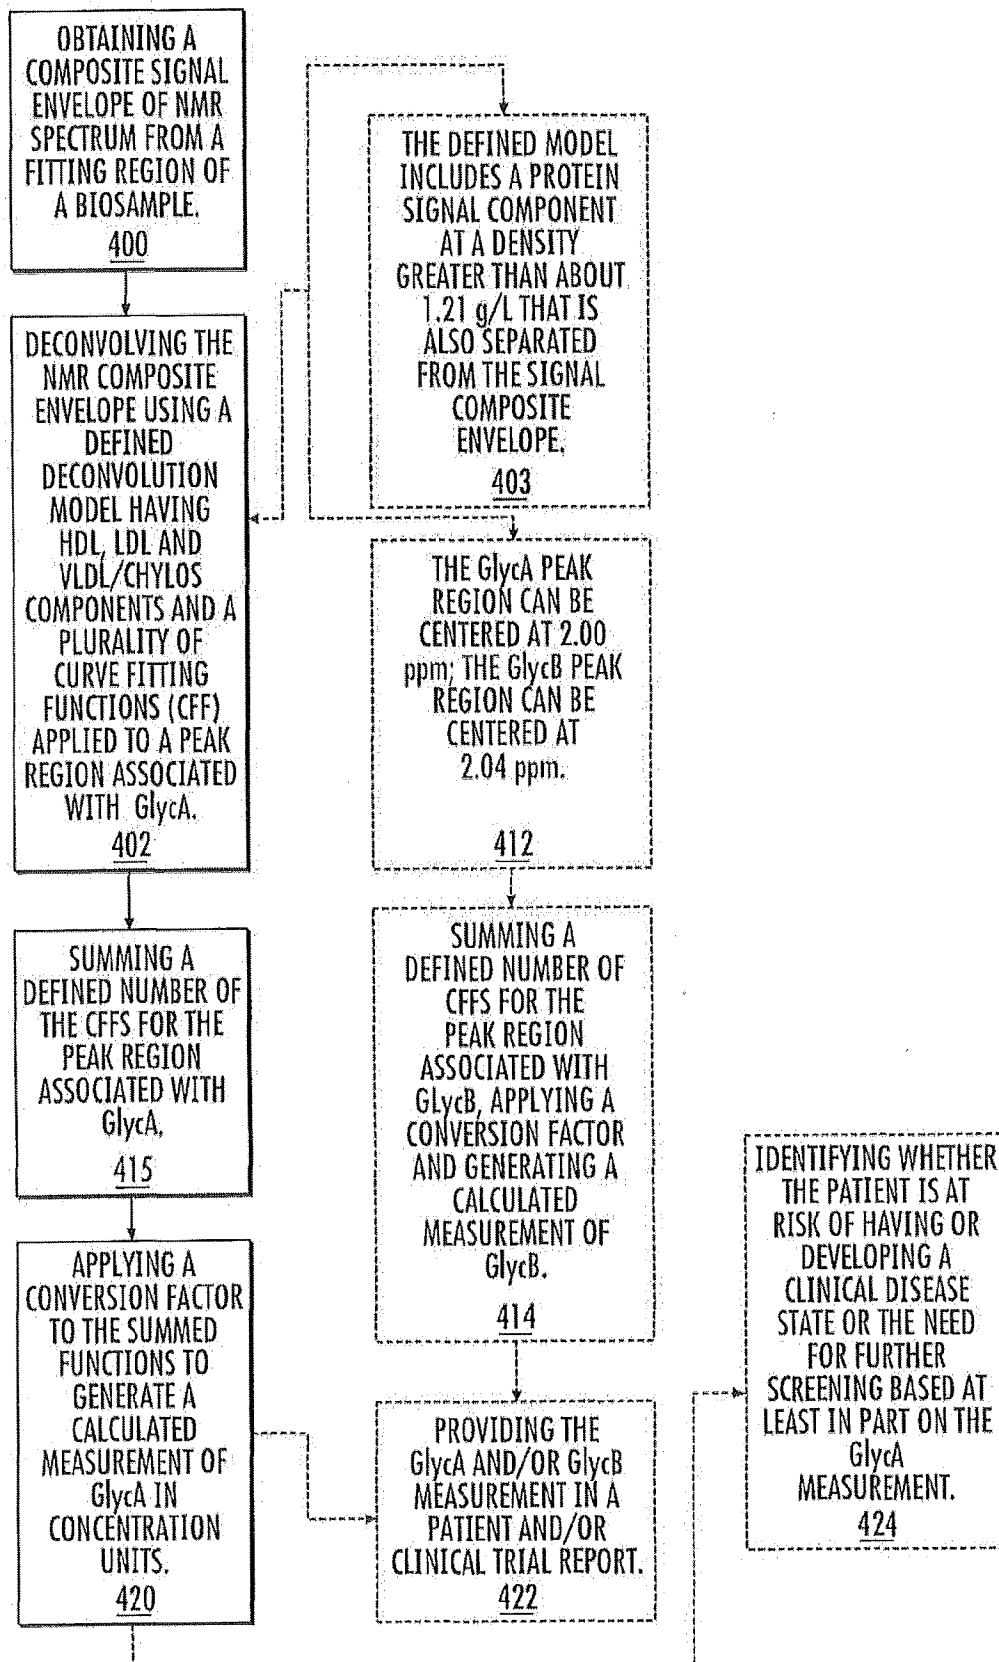 OBTAINING A
COMPOSITE SIGNAL
ENVELOPE OF NMR
SPECTRUM FROM A
FITTING REGION OF
A BIOSAMPLE.
400
DECONVOLVING THE
NMR COMPOSITE
ENVELOPE USING A
DEFINED
DECONVOLUTION
MODEL HAVING
HDL, LDL AND
VLDL/CHYLOS
COMPONENTS AND A
PLURALITY OF
CURVE FITTING
FUNCTIONS (CFF)
APPLIED TO A PEAK
REGION ASSOCIATED
WITH GlycA.
402
SUMMING A
DEFINED NUMBER OF
THE CFFS FOR THE
PEAK REGION
ASSOCIATED WITH
GlycA.
415
APPLYING A
CONVERSION FACTOR
TO THE SUMMED
FUNCTIONS TO
GENERATE A
CALCULATED
MEASUREMENT OF
GlycA IN
CONCENTRATION
UNITS.
420
THE DEFINED MODEL
INCLUDES A PROTEIN
SIGNAL COMPONENT
AT A DENSITY
GREATER THAN ABOUT
1.21 g/L THAT IS
ALSO SEPARATED
FROM THE SIGNAL
COMPOSITE
ENVELOPE.
403
THE GlycA PEAK
REGION CAN BE
CENTERED AT 2.00
ppm; THE GlycB PEAK
REGION CAN BE
CENTERED AT
2.04 ppm.
412
SUMMING A
DEFINED NUMBER OF
CFFS FOR THE
PEAK REGION
ASSOCIATED WITH
GLycB, APPLYING A
CONVERSION FACTOR
AND GENERATING A
CALCULATED
MEASUREMENT OF
GlycB.
414
PROVIDING THE
GlycA AND/OR GlycB
MEASUREMENT IN A
PATIENT AND/OR
CLINICAL TRIAL REPORT.
422
IDENTIFYING WHETHER
THE PATIENT IS AT
RISK OF HAVING OR
DEVELOPING A
CLINICAL DISEASE
STATE OR THE NEED
FOR FURTHER
SCREENING BASED AT
LEAST IN PART ON THE
GlycA
MEASUREMENT.
424